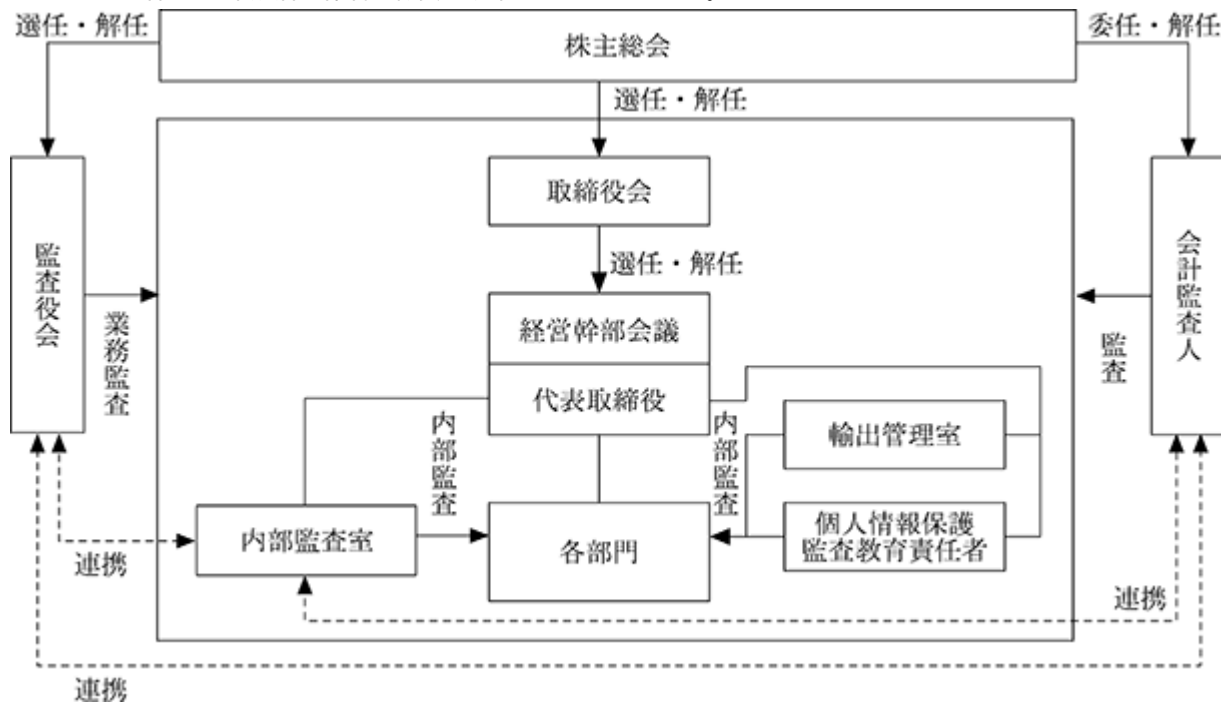 選任・解任
委任・解任
株主総会
選任・解任
取締役会
選任・解任
監査役会
業務監査
会計監査人
監査
経営幹部会議
代表取締役
内部監査
内部監査
輸出管理室
内部監査室
各部門
個人情報保護
監査教育責任者
連携
連携
連携